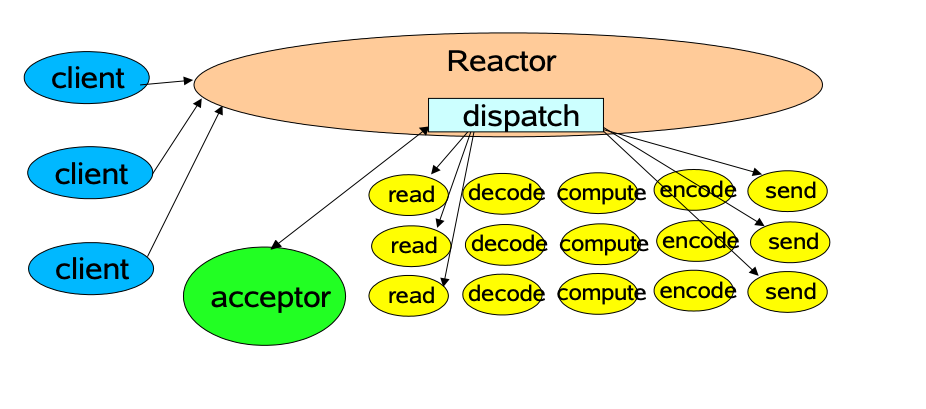 Reactor
client
dispatch
client
read decode compute encode send
read decode compute encode send
client
acceptor
read decode compute encode send